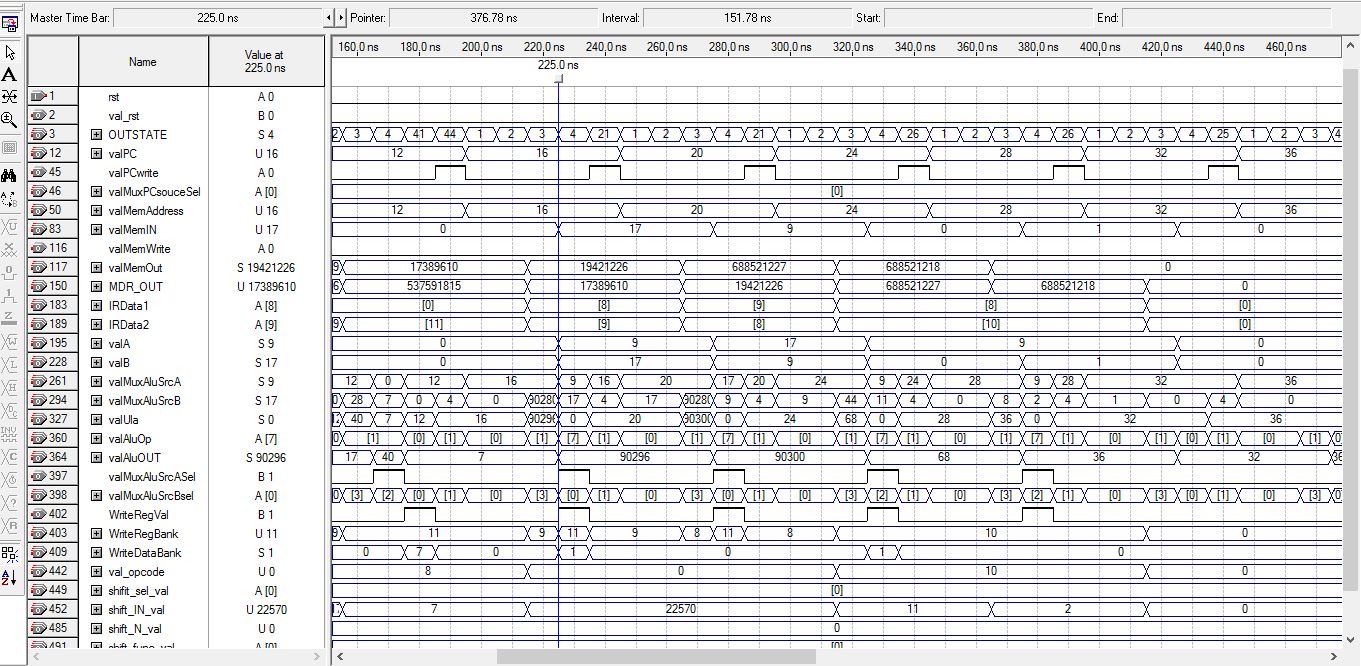 Master Time Bar: 225.0 ns Pointer: 376.78 ns Interval: 151.78 ns Start: End:
Name Value at 225.0 ns 160.0 ns 180.0 ns 200.0 ns 220.0 ns 240.0 ns 260.0 ns 280.0 ns 300.0 ns 320.0 ns 340.0 ns 360.0 ns 380.0 ns 400.0 ns 420.0 ns 440.0 ns 460.0 ns
225.0 ns
1 rst A 0
2 val_rst B 0
3 OUTSTATE S 4 2 3 4 41 44 1 2 3 4 21 1 2 3 4 21 1 2 3 4 26 1 2 3 4 26 1 2 3 4 25 1 2 3 4
12 valPC U 16 12 16 20 24 28 32 36
45 valPCwrite A 0
46 valMuxPCsouceSel A [0] [0]
50 valMemAddress U 16 12 16 20 24 28 32 36
83 valMemIN U 17 0 17 9 0 1 0
116 valMemWrite A 0
117 valMemOut S 19421226 9 17389610 19421226 688521227 688521218 0
150 MDR_OUT U 17389610 6 537591815 17389610 19421226 688521227 688521218 0
183 IRData1 A [8] [0] [8] [9] [8] [0]
189 IRData2 A [9] 9 [11] [9] [8] [10] [0]
195 valA S 9 0 9 17 9 0
228 valB S 17 0 17 9 0 1 0
261 valMuxAluSrcA S 9 12 0 12 16 9 16 20 17 20 24 9 24 28 9 28 32 36
294 valMuxAluSrcB S 17 28 7 0 4 0 90280 17 4 17 90280 9 4 9 44 11 4 0 8 2 4 1 0 4 0
327 valUla S 0 40 7 12 16 90296 0 20 90300 0 24 68 0 28 36 0 32 36
360 valAluOp A [7] [1] [0] [1] [0] [1] [7] [1] [0] [1] [7] [1] [0] [1] [7] [1] [0] [1] [7] [1] [0] [1] [0] [1] [0] [1]
364 valAluOUT S 90296 17 40 7 90296 90300 68 36 32 36
397 valMuxAluSrcASel B 1
398 valMuxAluSrcBsel A [0] [3] [2] [0] [1] [0] [3] [0] [1] [0] [3] [0] [1] [0] [3] [2] [1] [0] [3] [2] [1] [0] [3] [0] [1] [0] [3]
402 WriteRegVal B 1
403 WriteRegBank U 11 9 11 9 11 9 8 11 8 10 0
409 WriteDataBank S 1 0 7 0 1 0 1 0
442 val_opcode U 0 8 0 10 0
449 shifit_sel_val A [0] [0]
452 shift_IN_val U 22570 7 22570 11 2 0
485 shift_N_val U 0 0
491 shift_func_val A [0] [0]